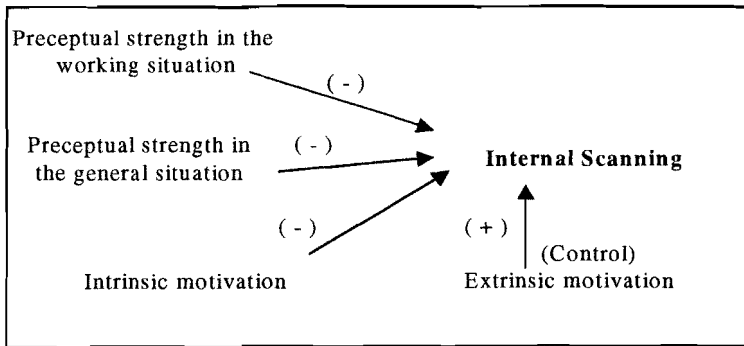 Preceptual strength in the
working situation
( - )
Preceptual strength in
the general situation
( - )
Internal Scanning
( - )
( + )
(Control)
Intrinsic motivation
Extrinsic motivation